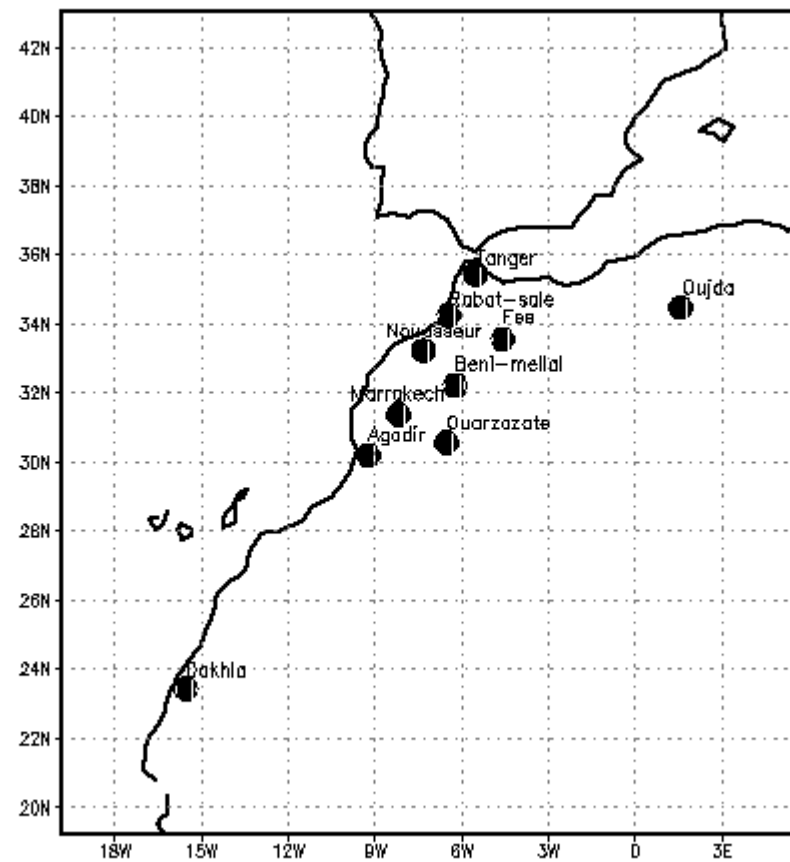 42N
40N
38N
36N
Tanger
Oujda
Rabat-sale
34N
Fes
Nouasseur
32N
Beni-mellal
Marrakech
Ouarzazate
Agadir
30N
28N
26N
24N
Dakhla
22N
20N
18W 15W 12W 9W 6W 3W 0 3E